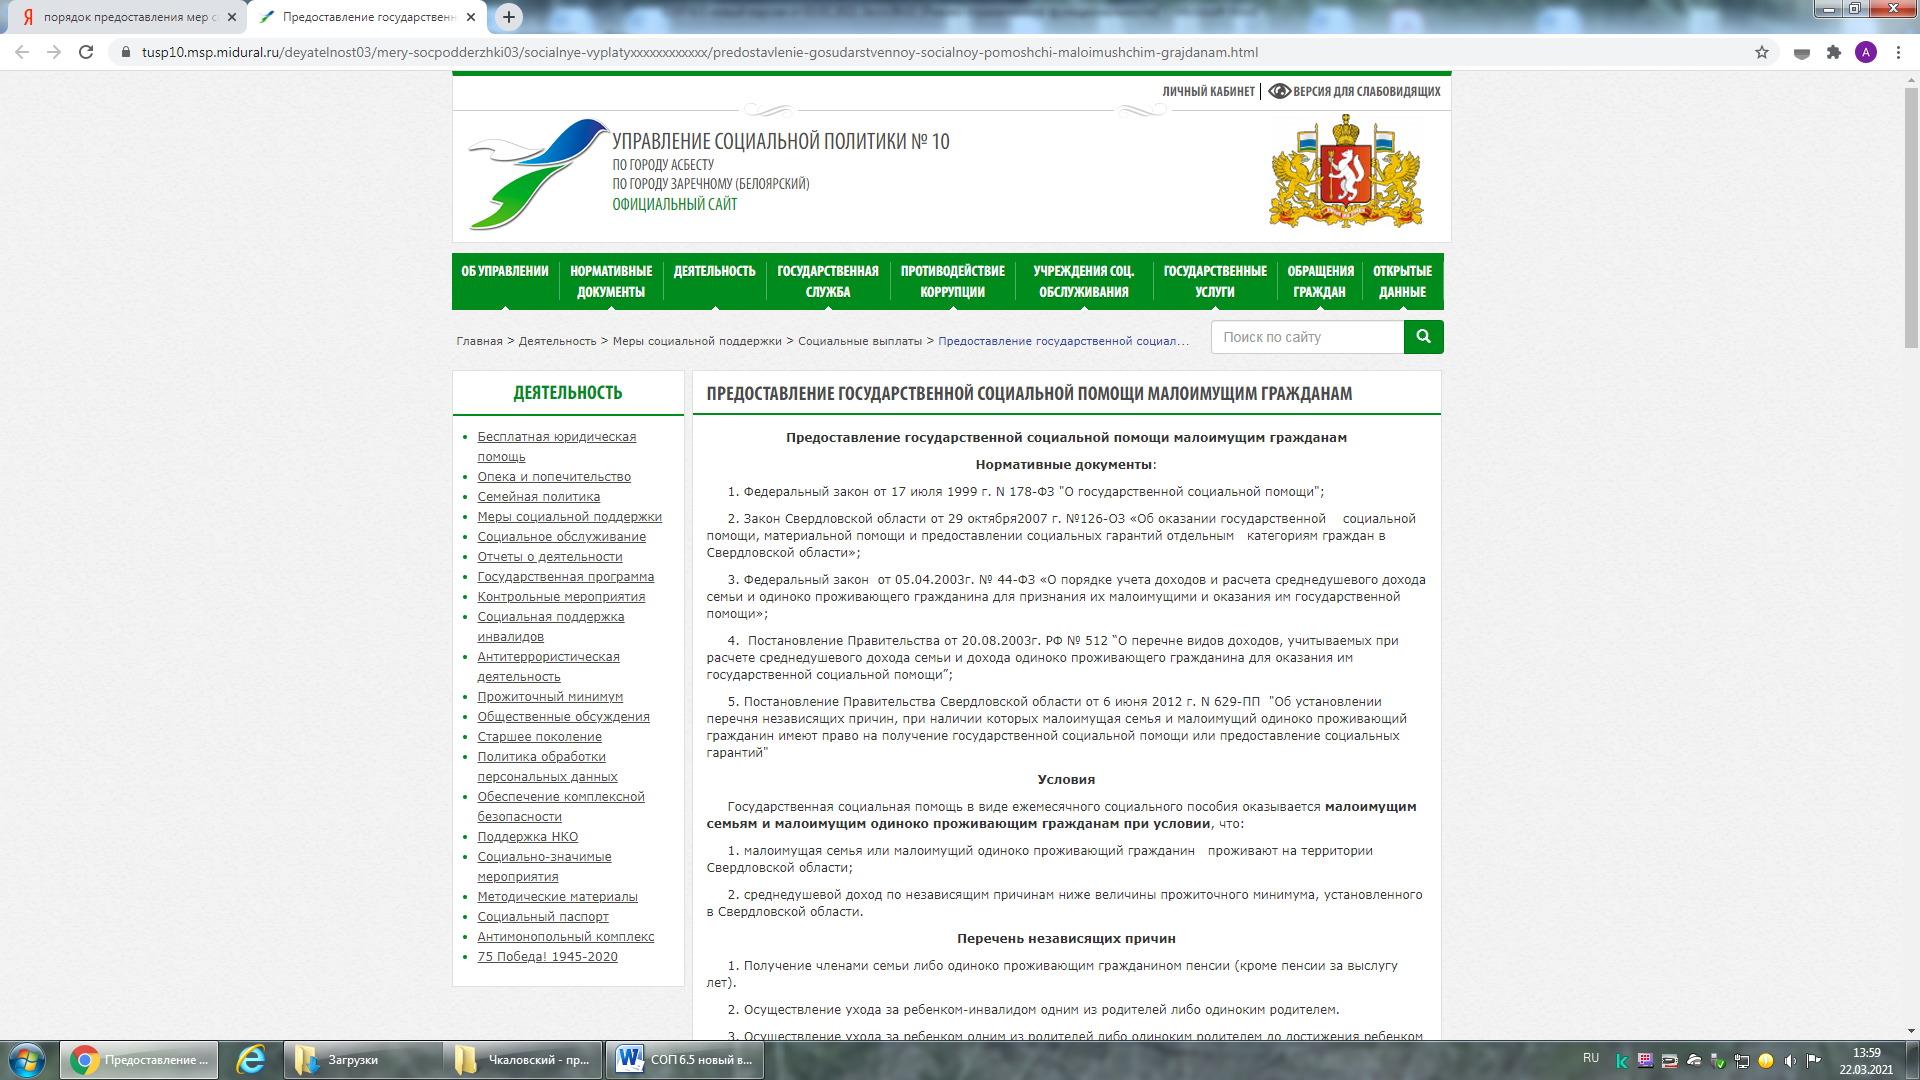 порядок предоставления мер с
Предоставление государственн
tusp10.msp.midural.ru/deyatelnost03/mery-socpodderzhki03/socialnye-vyplatyxxxxxxxxxxxx/predostavlenie-gosudarstvennoy-socialnoy-pomoshchi-maloimushchim-grajdanam.html
A
ЛИЧНЫЙ КАБИНЕТ
ВЕРСИЯ ДЛЯ СЛАБОВИДЯЩИХ
УПРАВЛЕНИЕ СОЦИАЛЬНОЙ ПОЛИТИКИ № 10
ПО ГОРОДУ АСБЕСТУ
ПО ГОРОДУ ЗАРЕЧНОМУ (БЕЛОЯРСКИЙ)
ОФИЦИАЛЬНЫЙ САЙТ
ОБ УПРАВЛЕНИИ
НОРМАТИВНЫЕ
ДОКУМЕНТЫ
ДЕЯТЕЛЬНОСТЬ
ГОСУДАРСТВЕННАЯ
СЛУЖБА
ПРОТИВОДЕЙСТВИЕ
КОРРУПЦИИ
УЧРЕЖДЕНИЯ СОЦ.
ОБСЛУЖИВАНИЯ
ГОСУДАРСТВЕННЫЕ
УСЛУГИ
ОБРАЩЕНИЯ
ГРАЖДАН
ОТКРЫТЫЕ
ДАННЫЕ
Главная > Деятельность > Меры социальной поддержки > Социальные выплаты > Предоставление государственной социал...
Поиск по сайту
ДЕЯТЕЛЬНОСТЬ
Бесплатная юридическая
помощь
Опека и попечительство
Семейная политика
Меры социальной поддержки
Социальное обслуживание
Отчеты о деятельности
Государственная программа
Контрольные мероприятия
Социальная поддержка
инвалидов
Антитеррористическая
деятельность
Прожиточный минимум
Общественные обсуждения
Старшее поколение
Политика обработки
персональных данных
Обеспечение комплексной
безопасности
Поддержка НКО
Социально-значимые
мероприятия
Методические материалы
Социальный паспорт
Антимонопольный комплекс
75 Победа! 1945-2020
ПРЕДОСТАВЛЕНИЕ ГОСУДАРСТВЕННОЙ СОЦИАЛЬНОЙ ПОМОЩИ МАЛОИМУЩИМ ГРАЖДАНАМ
Предоставление государственной социальной помощи малоимущим гражданам
Нормативные документы:
1. Федеральный закон от 17 июля 1999 г. N 178-ФЗ "О государственной социальной помощи";
2. Закон Свердловской области от 29 октября2007 г. №126-ОЗ «Об оказании государственной социальной
помощи, материальной помощи и предоставлении социальных гарантий отдельным категориям граждан в
Свердловской области»;
3. Федеральный закон от 05.04.2003г. № 44-ФЗ «О порядке учета доходов и расчета среднедушевого дохода
семьи и одиноко проживающего гражданина для признания их малоимущими и оказания им государственной
помощи»;
4. Постановление Правительства от 20.08.2003г. РФ № 512 “О перечне видов доходов, учитываемых при
расчете среднедушевого дохода семьи и дохода одиноко проживающего гражданина для оказания им
государственной социальной помощи”;
5. Постановление Правительства Свердловской области от 6 июня 2012 г. N 629-ПП "Об установлении
перечня независящих причин, при наличии которых малоимущая семья и малоимущий одиноко проживающий
гражданин имеют право на получение государственной социальной помощи или предоставление социальных
гарантий"
Условия
Государственная социальная помощь в виде ежемесячного социального пособия оказывается малоимущим
семьям и малоимущим одиноко проживающим гражданам при условии, что:
1. малоимущая семья или малоимущий одиноко проживающий гражданин проживают на территории
Свердловской области;
2. среднедушевой доход по независящим причинам ниже величины прожиточного минимума, установленного
в Свердловской области.
Перечень независящих причин
1. Получение членами семьи либо одиноко проживающим гражданином пенсии (кроме пенсии за выслугу
лет).
2. Осуществление ухода за ребенком-инвалидом одним из родителей либо одиноким родителем.
3. Осуществление ухода за ребенком одним из родителей либо одиноким родителем до достижения ребенком
Предоставление ...
Загрузки
Чкаловский - пр...
СОП 6.5 новый в...
RU
13:59
22.03.2021